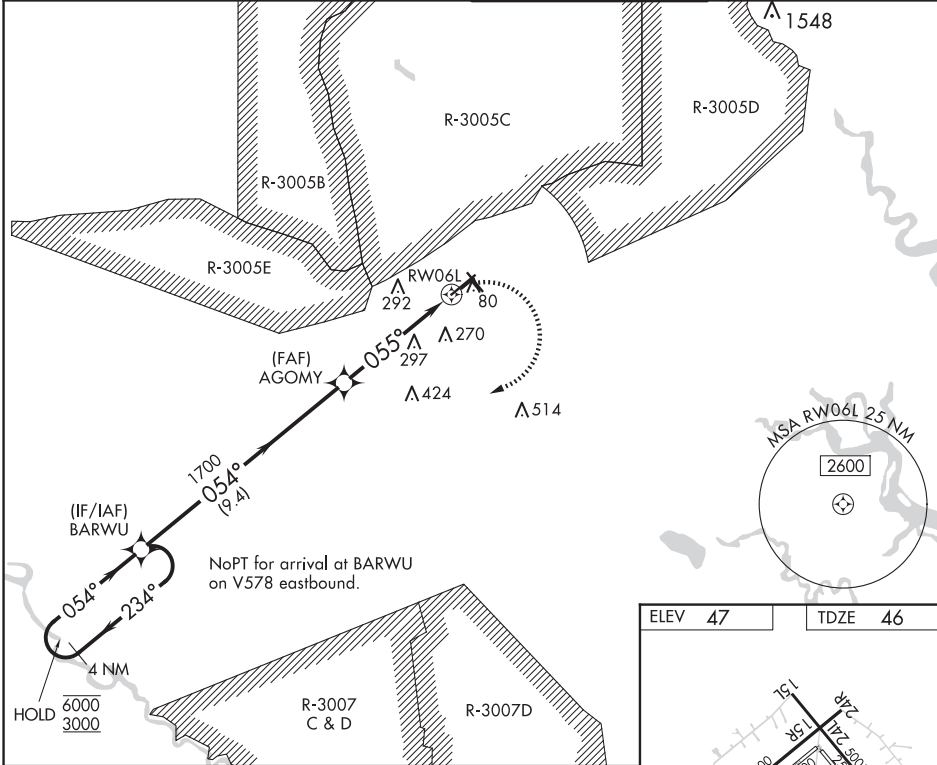 1548
R-3005C
R-3005D
R-3005B
R-3005E
RW06L
292
80
270
297
055°
(FAF)
AGOMY
424
514
MSA RW06L 25 NM
2600
1700
054°
(9.4)
(IF/IAF)
BARWU
NoPT for arrival at BARWU
on V578 eastbound.
054°
234°
4 NM
HOLD
6000
3000
R-3007
C & D
R-3007D
ELEV 47
TDZE 46
15L
24R
15R
24L